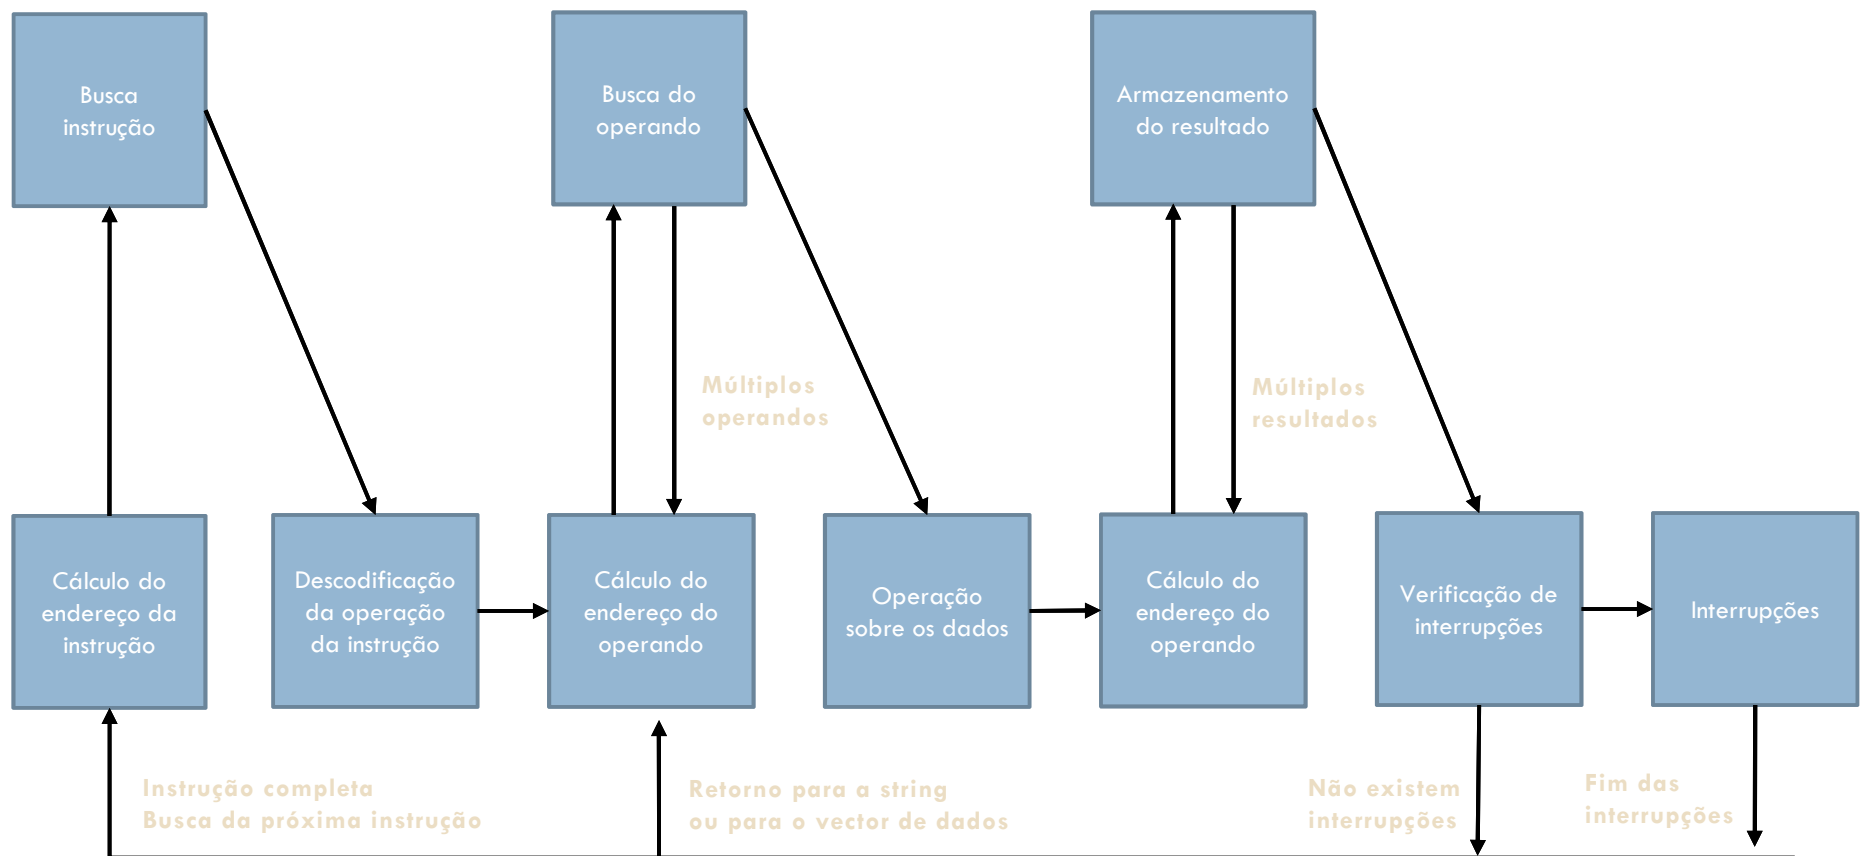 Busca
instrução
Busca do
operando
Armazenamento
do resultado
Múltiplos
operandos
Múltiplos
resultados
Cálculo do
endereço da
instrução
Descodificação
da operação
da instrução
Cálculo do
endereço do
operando
Operação
sobre os dados
Cálculo do
endereço do
operando
Verificação de
interrupções
Interrupções
Instrução completa
Busca da próxima instrução
Retorno para a string
ou para o vector de dados
Não existem
interrupções
Fim das
interrupções